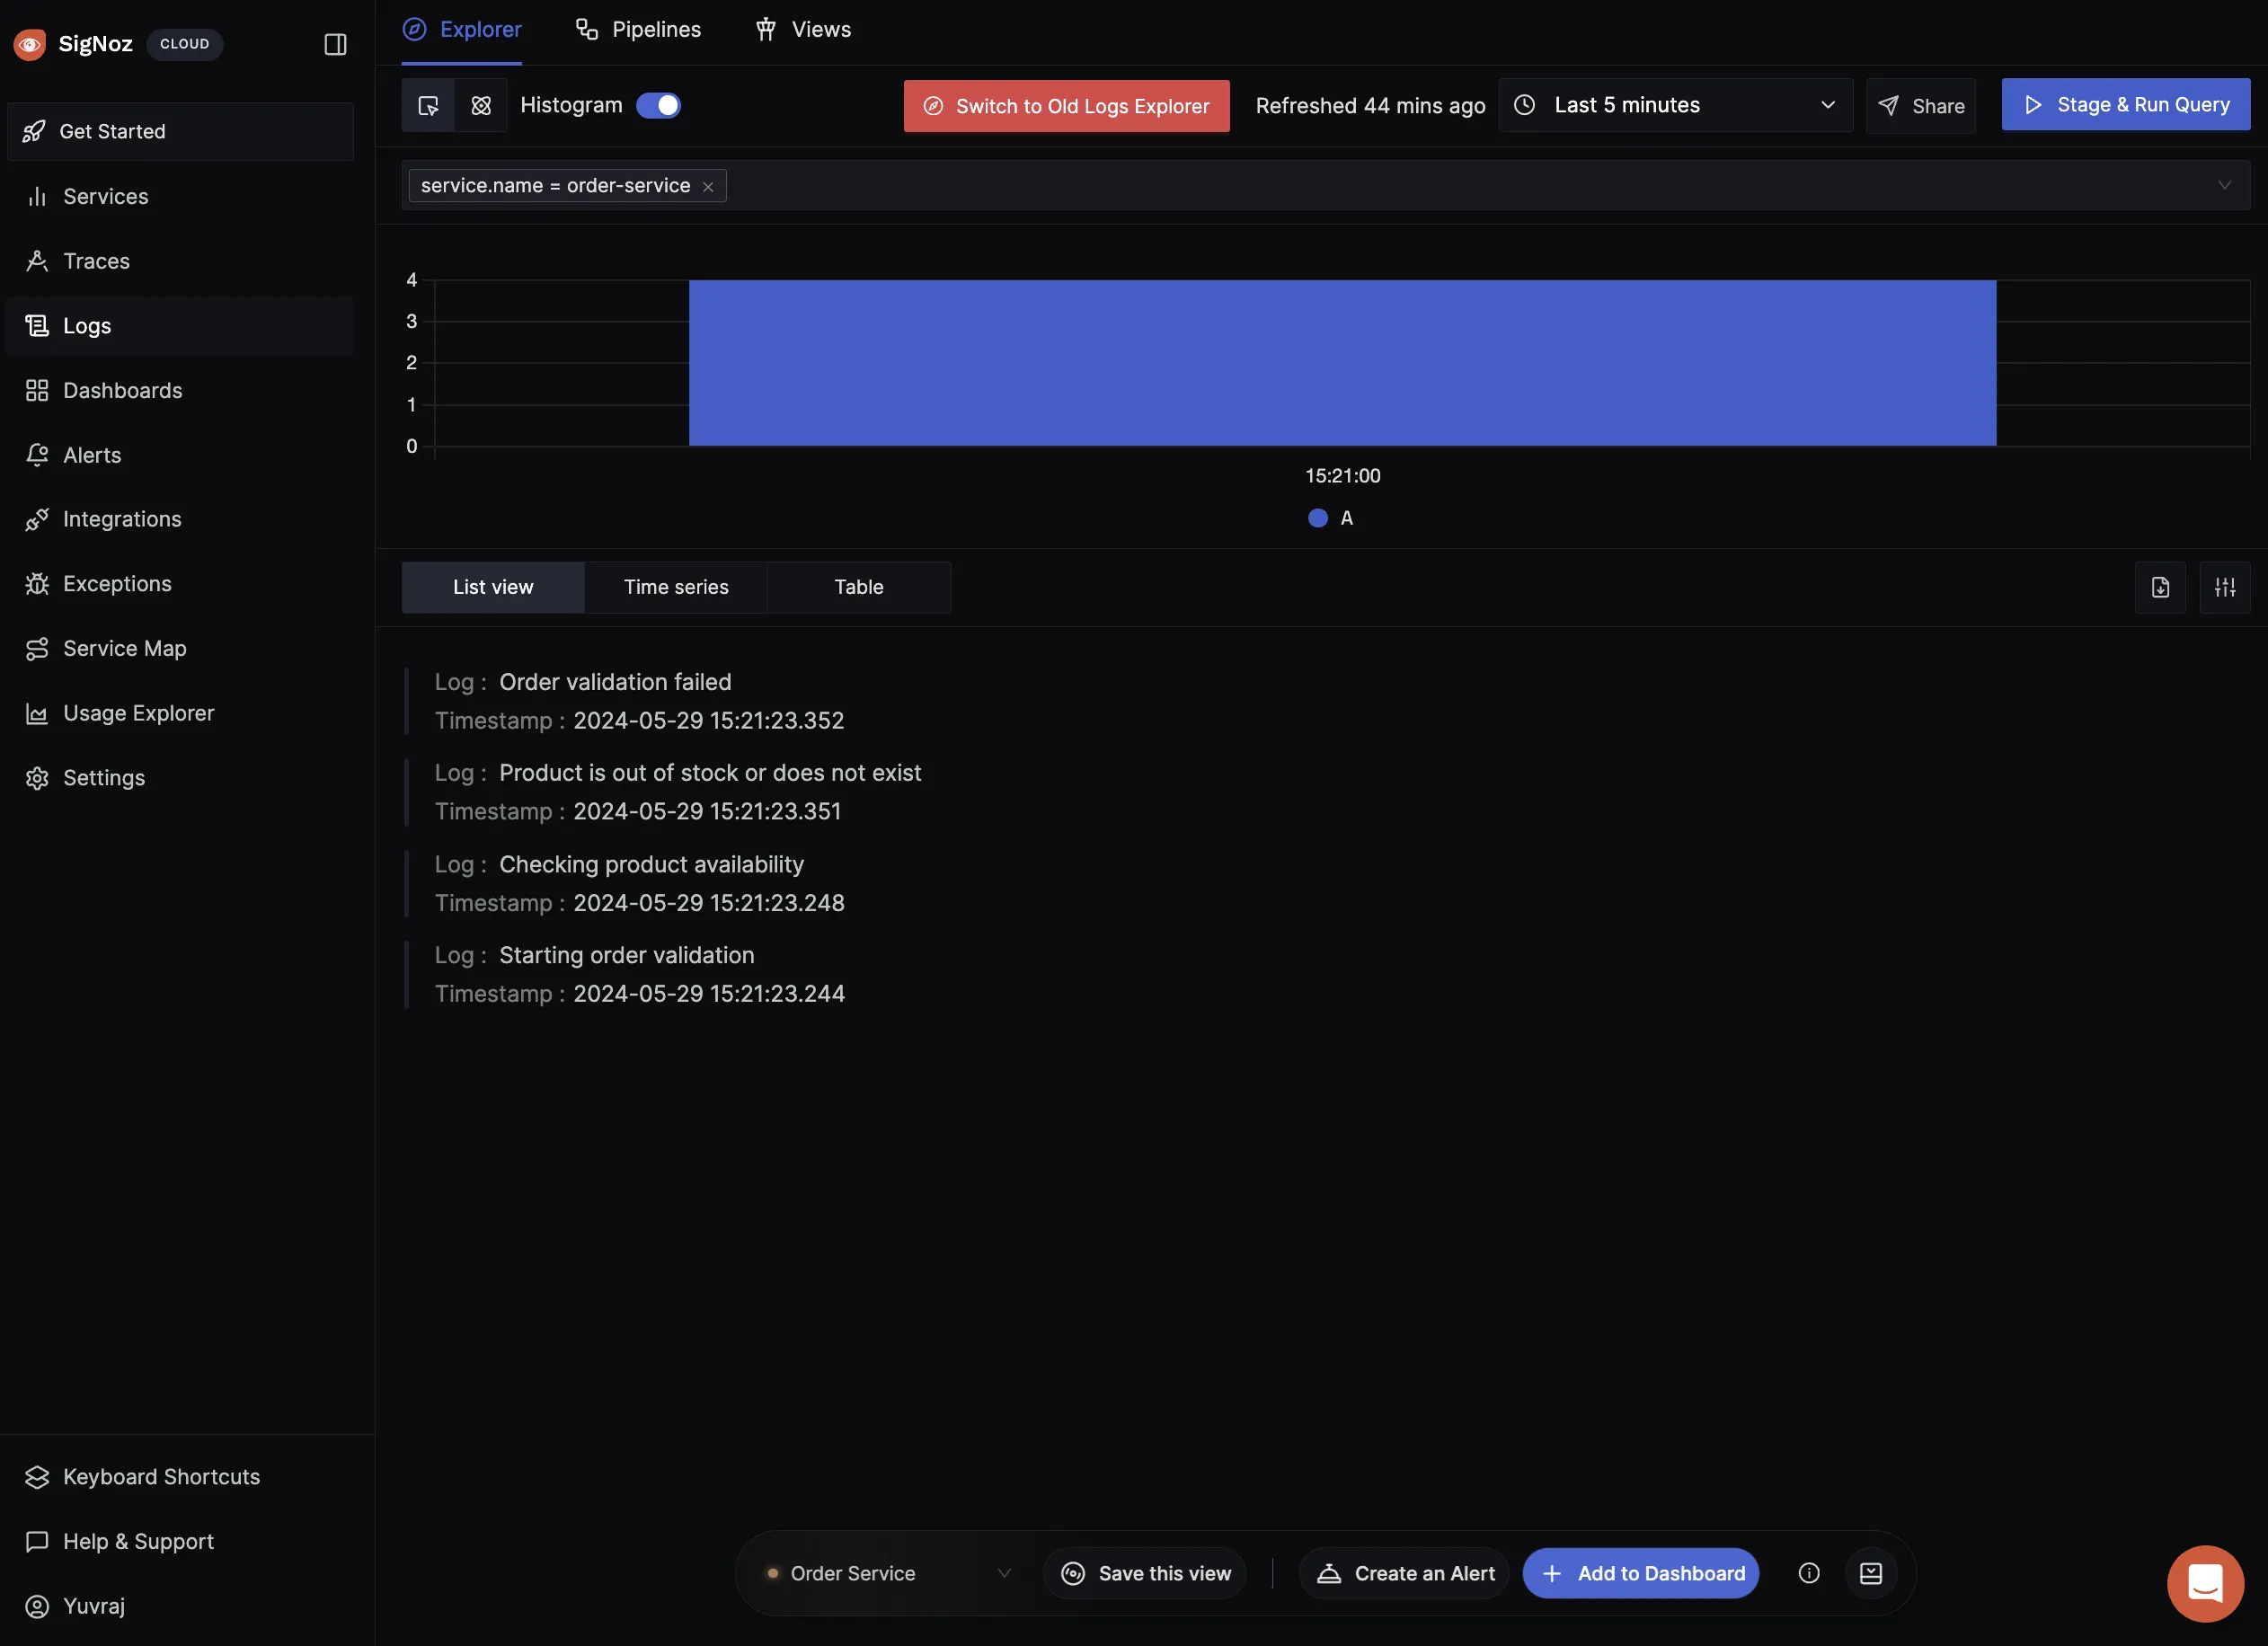 SigNoz CLOUD
Get Started
Services
Traces
Logs
Dashboards
Alerts
Integrations
Exceptions
Service Map
Usage Explorer
Settings
Keyboard Shortcuts
Help & Support
Yuvraj
Explorer Pipelines Views
Histogram Switch to Old Logs Explorer Refreshed 44 mins ago Last 5 minutes Share Stage & Run Query
service.name = order-service
4
3
2
1
0
15:21:00
A
List view Time series Table
Log : Order validation failed
Timestamp : 2024-05-29 15:21:23.352
Log : Product is out of stock or does not exist
Timestamp : 2024-05-29 15:21:23.351
Log : Checking product availability
Timestamp : 2024-05-29 15:21:23.248
Log : Starting order validation
Timestamp : 2024-05-29 15:21:23.244
Order Service Save this view Create an Alert Add to Dashboard